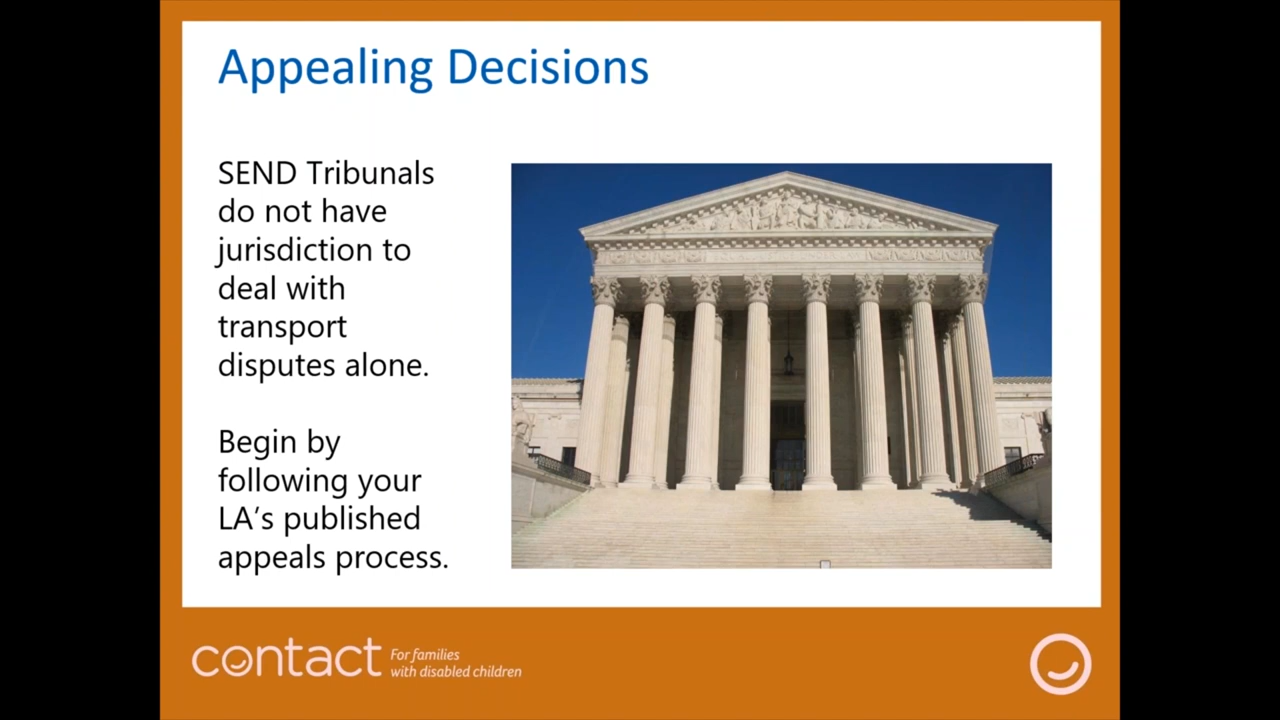 Appealing Decisions
SEND Tribunals
do not have
jurisdiction to
deal with
transport
disputes alone.
Begin by
following your
LA's published
appeals process.
contact
For families
with disabled children